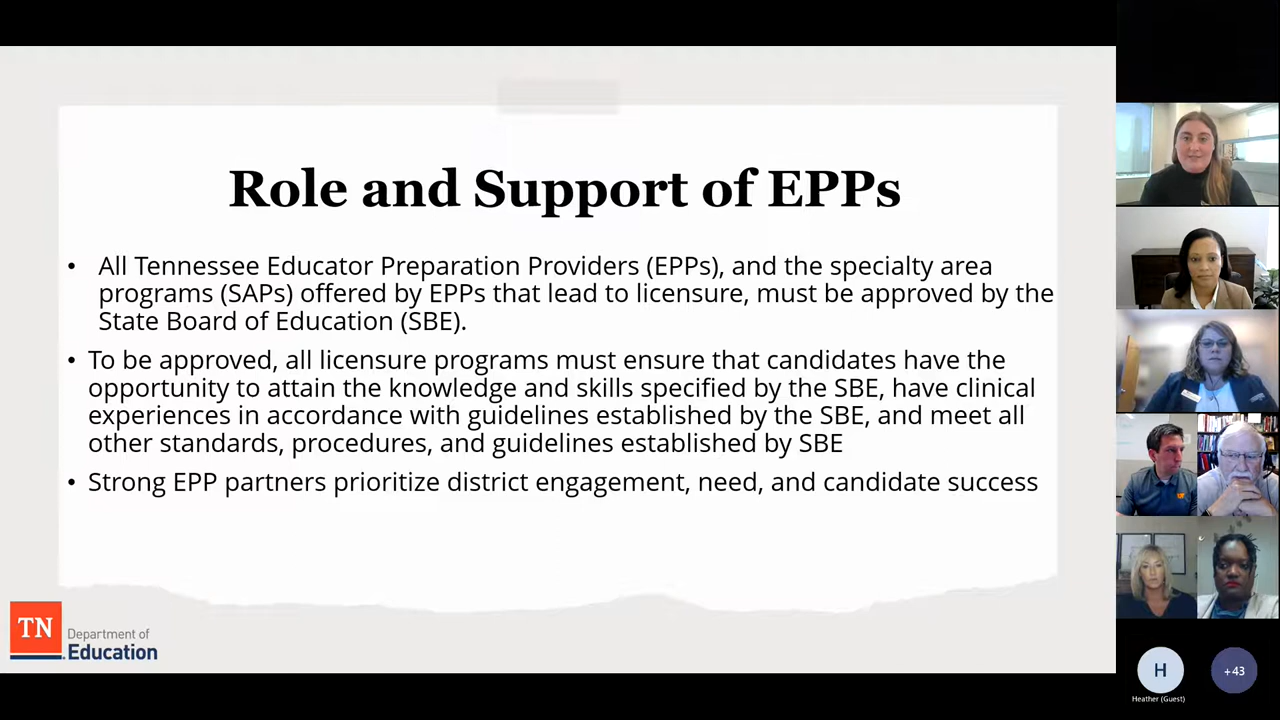 Role and Support of EPPs
• All Tennessee Educator Preparation Providers (EPPs), and the specialty area
programs (SAPs) offered by EPPs that lead to licensure, must be approved by the
State Board of Education (SBE).
• To be approved, all licensure programs must ensure that candidates have the
opportunity to attain the knowledge and skills specified by the SBE, have clinical
experiences in accordance with guidelines established by the SBE, and meet all
other standards, procedures, and guidelines established by SBE
• Strong EPP partners prioritize district engagement, need, and candidate success
TN
Department of
Education
H
+43
Heather (Guest)